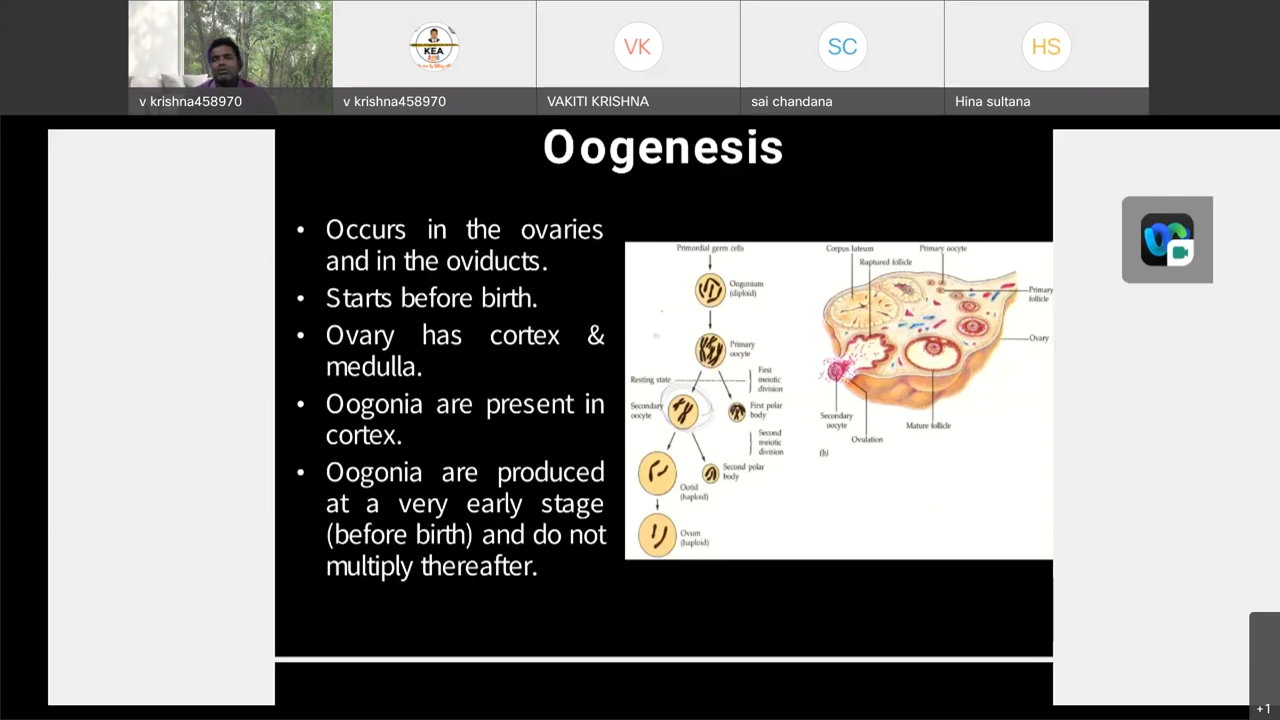 KEA
VK
SC
HS
v krishna458970
v krishna458970
VAKITI KRISHNA
sai chandana
Hina sultana
Oogenesis
• Occurs in the ovaries
and in the oviducts.
• Starts before birth.
• Ovary has cortex &
medulla.
• Oogonia are present in
cortex.
• Oogonia are produced
at a very early stage
(before birth) and do not
multiply thereafter.
Primordial germ cells
Oogonium
(diploid)
Primary
oocyte
Resting state
First
meiotic
division
Secondary
oocyte
First polar
body
Second
meiotic
division
Second polar
body
Ootid
(haploid)
Ovum
(haploid)
Corpus luteum
Primary oocyte
Ruptured follicle
Primary
follicle
Ovary
Secondary
oocyte
Mature follicle
Ovulation
(b)
+1